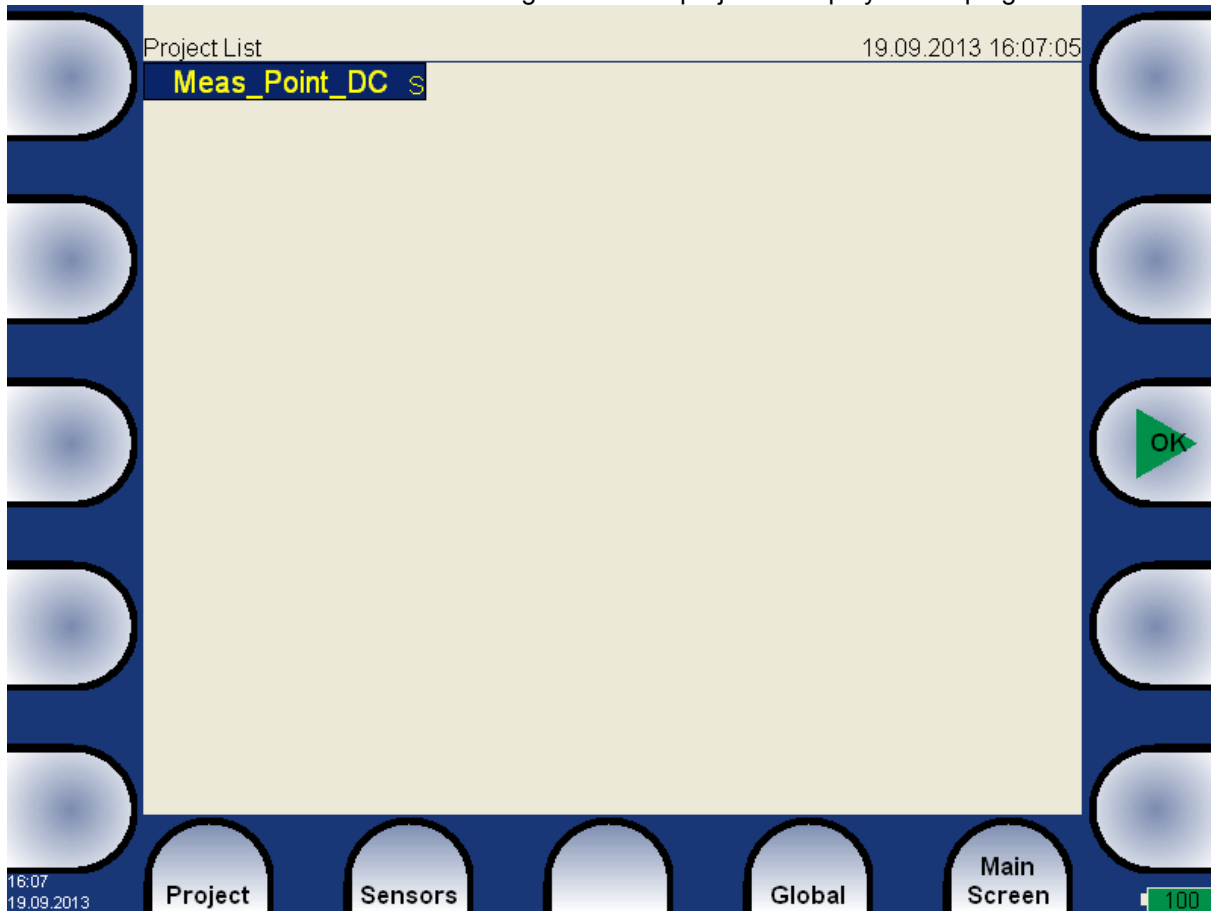 Project List 19.09.2013 16:07:05
Meas_Point_DC S
OK
Project Sensors Global Main Screen
16:07
19.09.2013
100